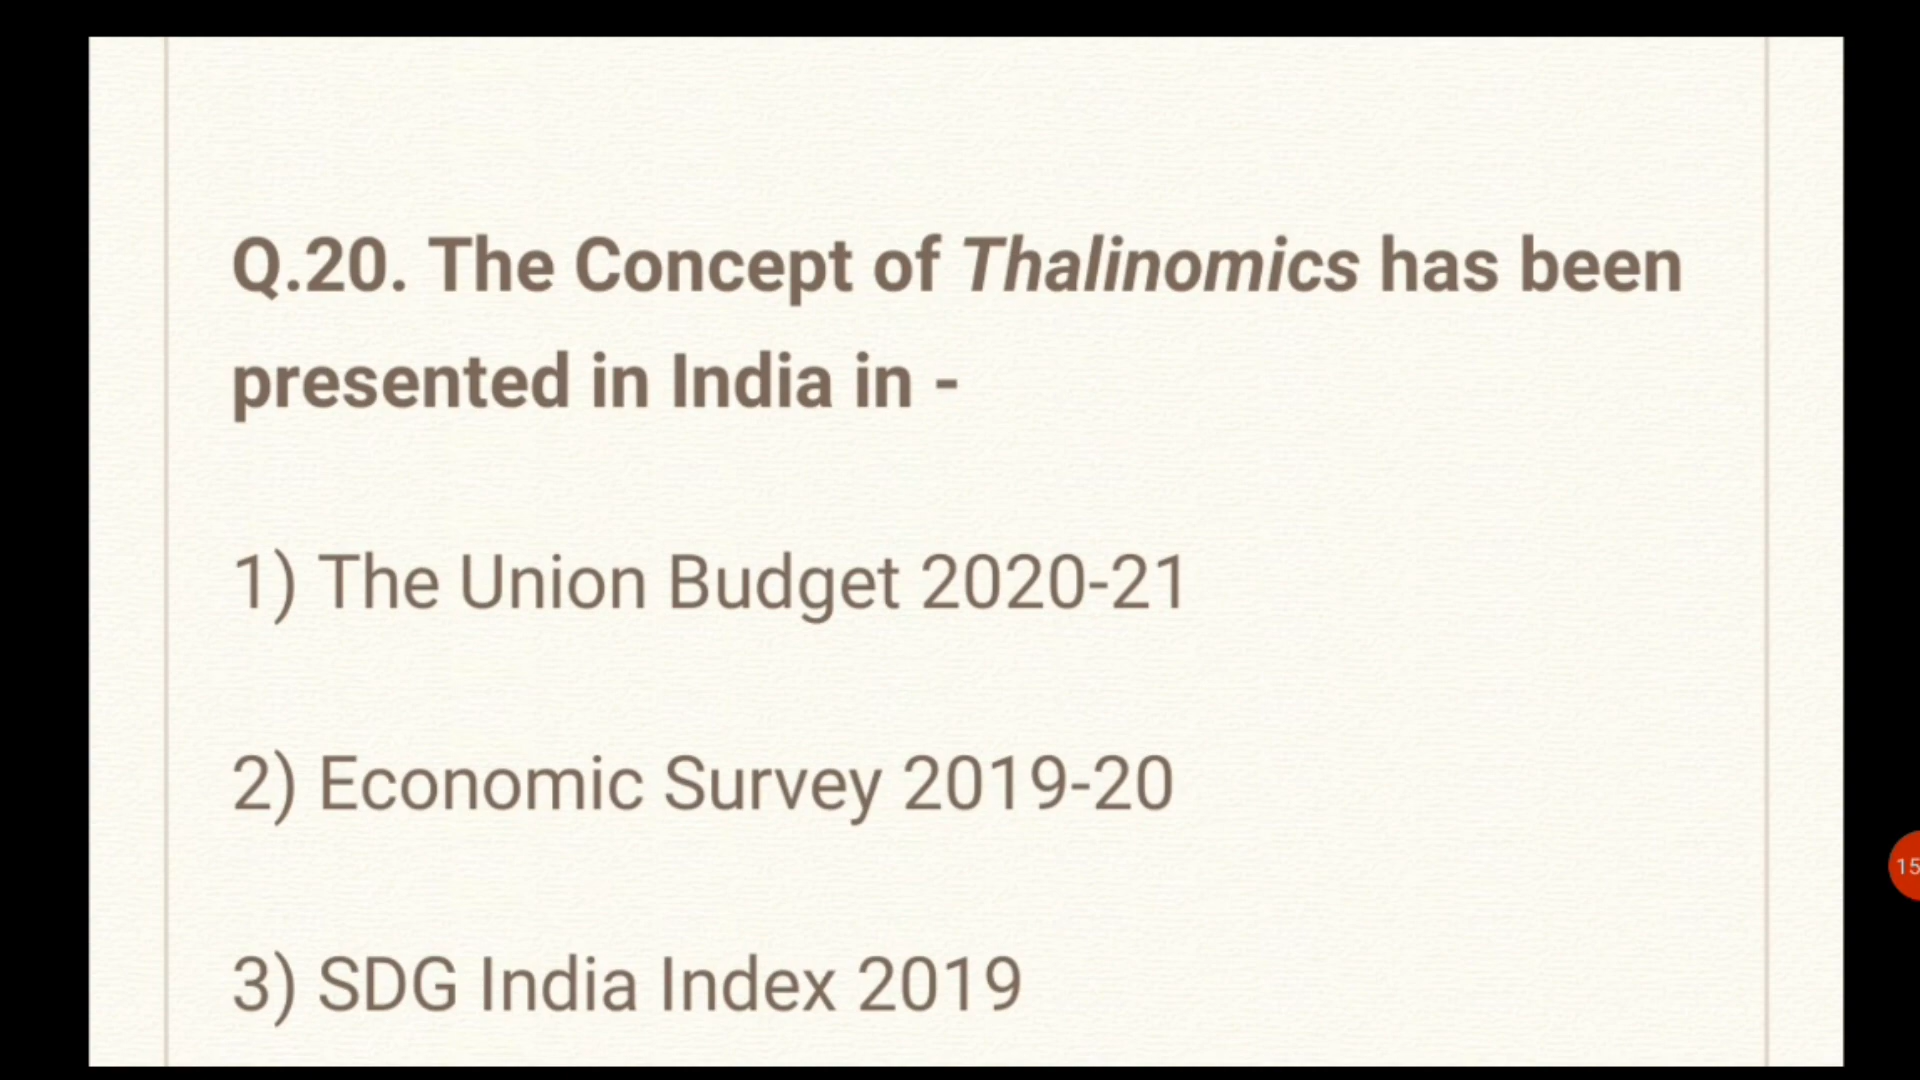 Q.20. The Concept of Thalinomics has been
presented in India in -
1) The Union Budget 2020-21
2) Economic Survey 2019-20
3) SDG India Index 2019
15